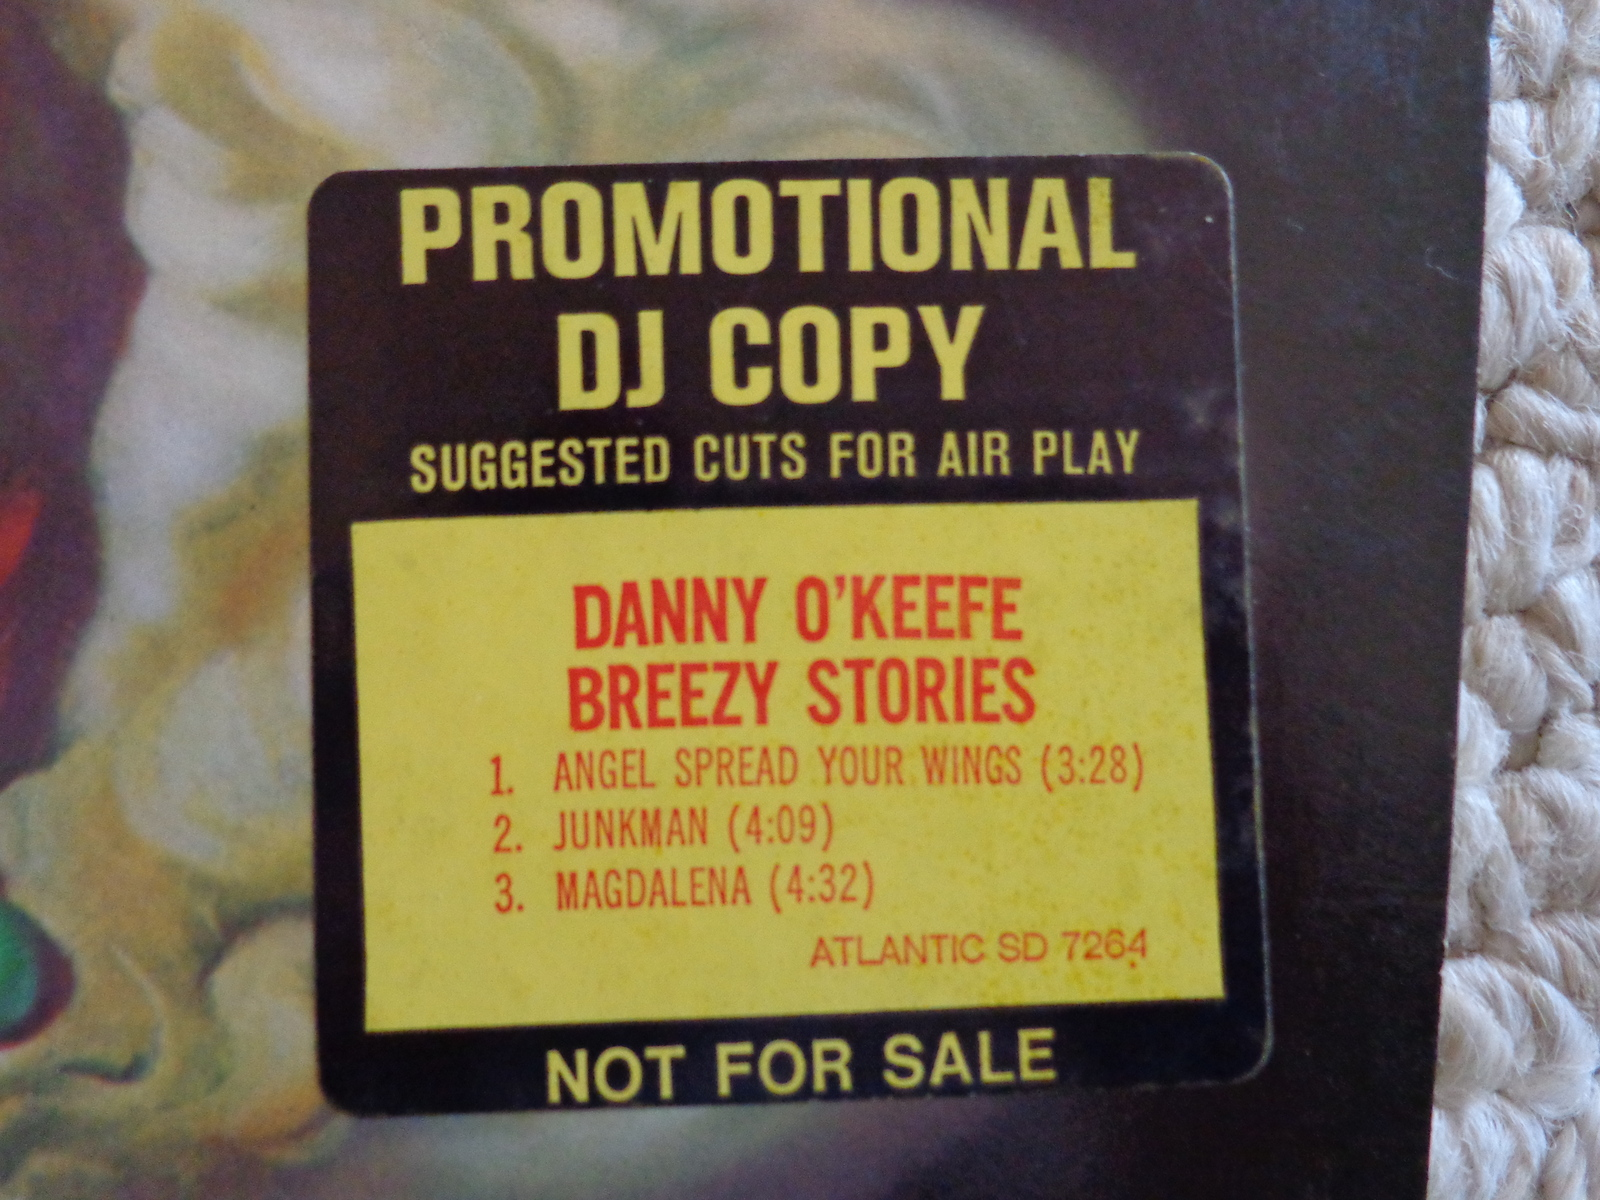 PROMOTIONAL
DJ COPY
SUGGESTED CUTS FOR AIR PLAY
DANNY O'KEEFE
BREEZY STORIES
1. ANGEL SPREAD YOUR WINGS (3:28)
2. JUNKMAN (4:09)
3. MAGDALENA (4:32)
ATLANTIC SD 7264
NOT FOR SALE